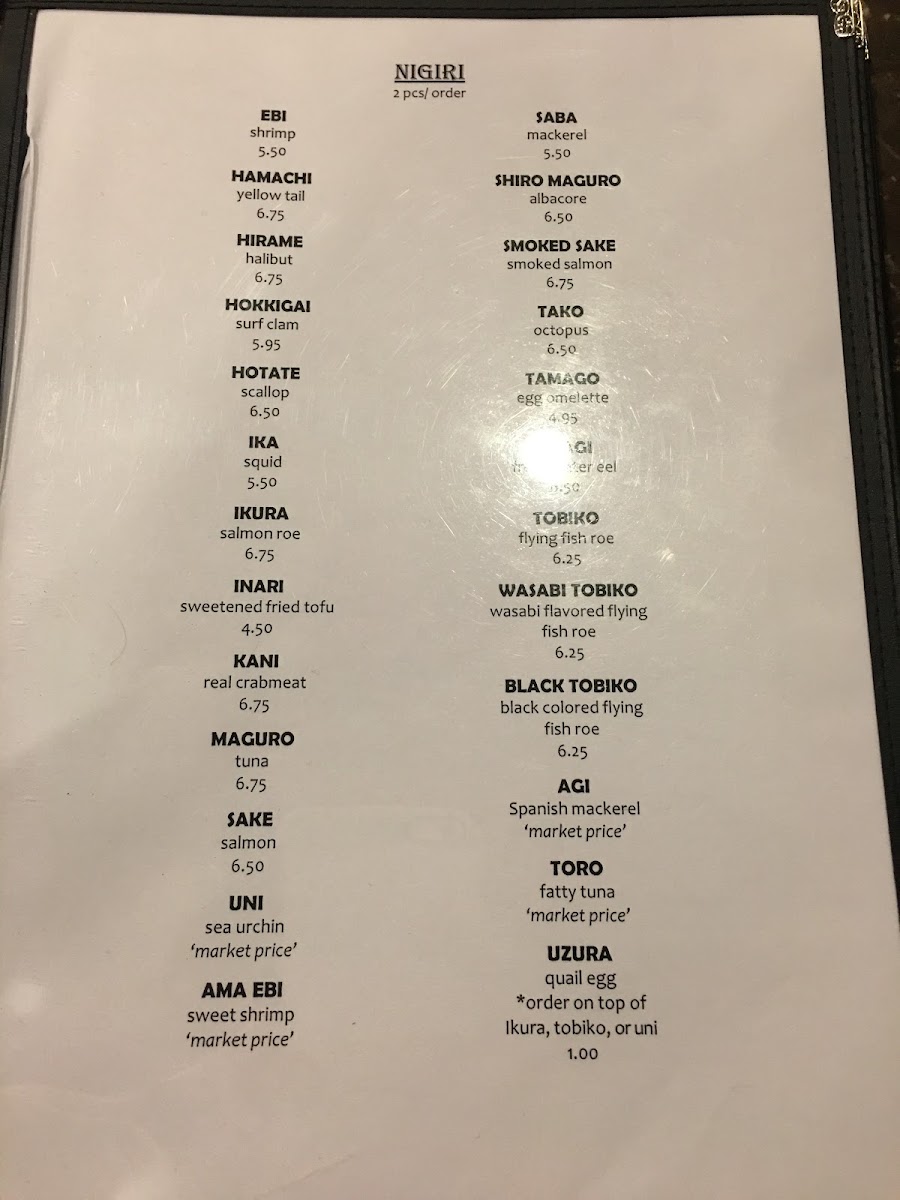 NIGIRI
2 pcs/ order
EBI
shrimp
5.50
HAMACHI
yellow tail
6.75
HIRAME
halibut
6.75
HOKKIGAI
surf clam
5.95
HOTATE
scallop
6.50
IKA
squid
5.50
IKURA
salmon roe
6.75
INARI
sweetened fried tofu
4.50
KANI
real crabmeat
6.75
MAGURO
tuna
6.75
SAKE
salmon
6.50
UNI
sea urchin
‘market price’
AMA EBI
sweet shrimp
‘market price’
SABA
mackerel
5.50
SHIRO MAGURO
albacore
6.50
SMOKED SAKE
smoked salmon
6.75
TAKO
octopus
6.50
TAMAGO
egg omelette
4.95
eel
TOBIKO
flying fish roe
6.25
WASABI TOBIKO
wasabi flavored flying
fish roe
6.25
BLACK TOBIKO
black colored flying
fish roe
6.25
AGI
Spanish mackerel
‘market price’
TORO
fatty tuna
‘market price’
UZURA
quail egg
*order on top of
Ikura, tobiko, or uni
1.00